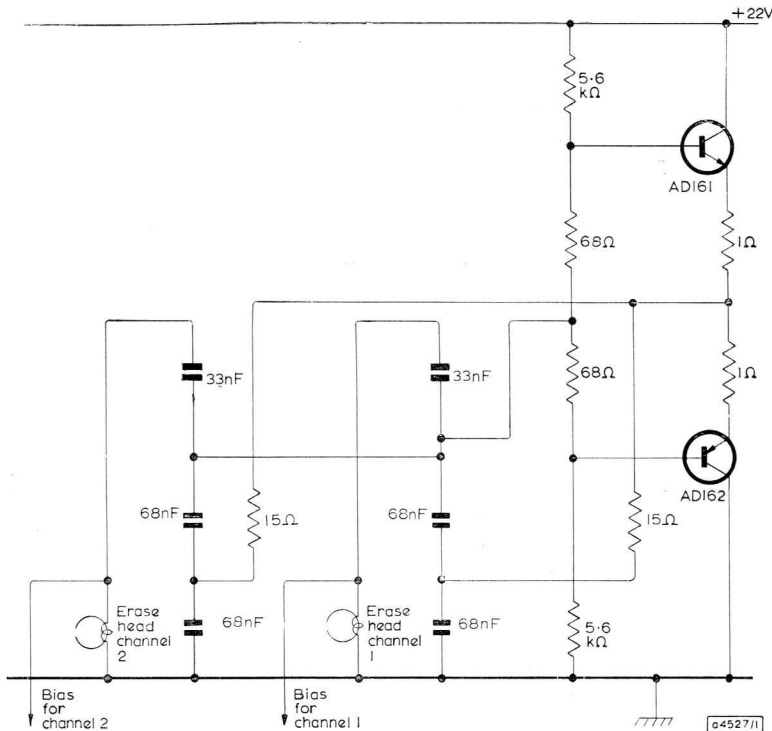 +22V
5·6
kΩ
AD161
68Ω
1Ω
33nF
33nF
68Ω
1Ω
68nF
15Ω
68nF
15Ω
AD162
Erase
head
channel
2
68nF
Erase
head
channel
1
68nF
5·6
kΩ
Bias
for
channel 2
Bias
for
channel 1
a4527/1